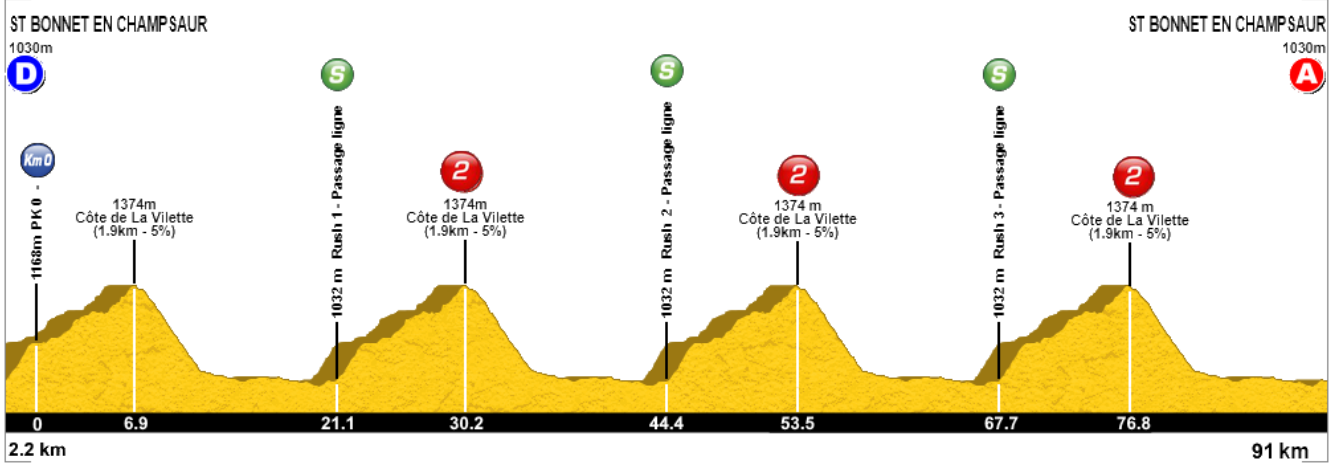 ST BONNET EN CHAMPSAUR
1030m
D
ST BONNET EN CHAMPSAUR
1030m
A
Km 0
1168m PK 0 -
1374m
Côte de La Vilette
(1.9km - 5%)
S
1032 m Rush 1 - Passage ligne
2
1374m
Côte de La Vilette
(1.9km - 5%)
S
1032 m Rush 2 - Passage ligne
2
1374 m
Côte de La Vilette
(1.9km - 5%)
S
1032 m Rush 3 - Passage ligne
2
1374 m
Côte de La Vilette
(1.9km - 5%)
0 6.9 21.1 30.2 44.4 53.5 67.7 76.8
2.2 km 91 km